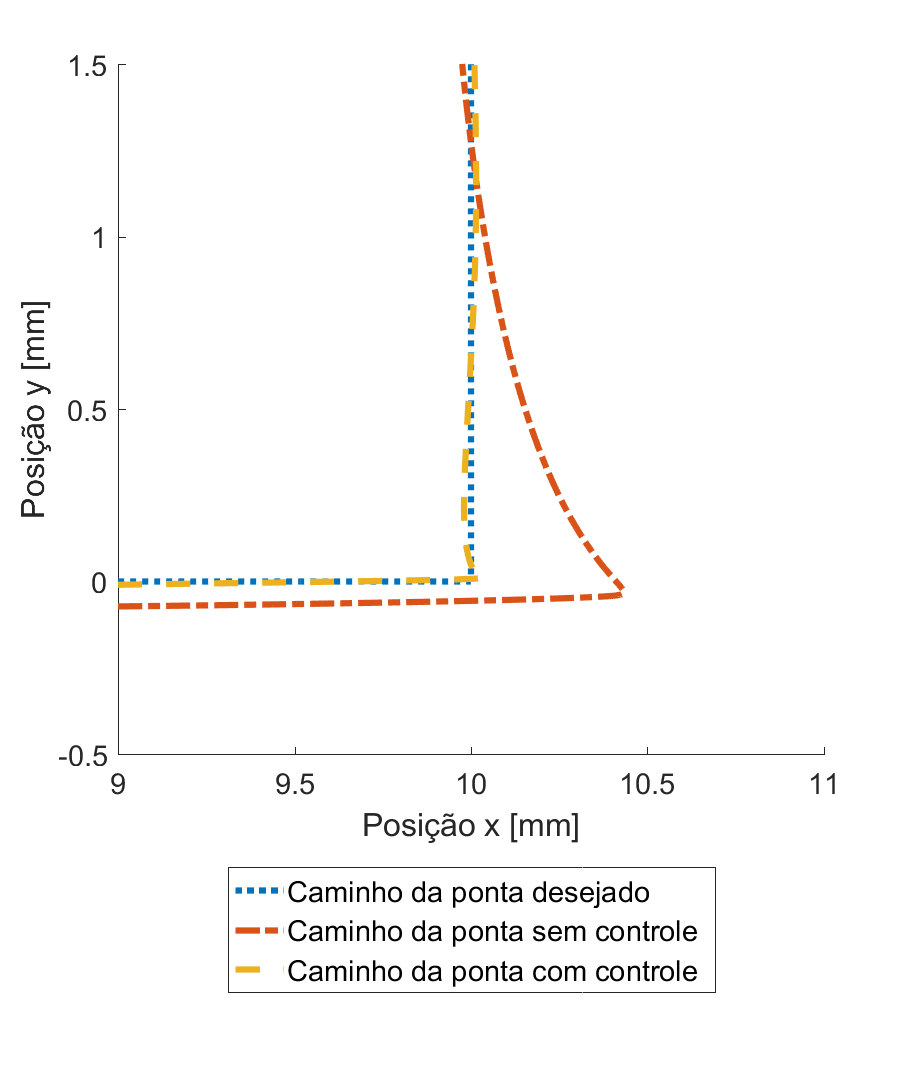 1.5
1
0.5
0
-0.5
Posição y [mm]
9
9.5
10
10.5
11
Posição x [mm]
Caminho da ponta desejado
Caminho da ponta sem controle
Caminho da ponta com controle